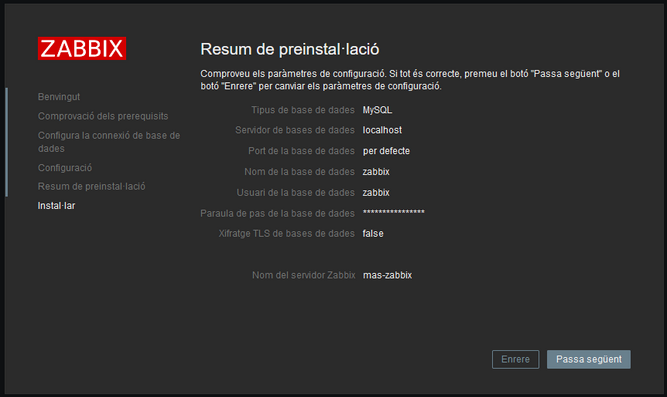 ZABBIX
Benvingut
Comprovació dels prerequisits
Configura la connexió de base de
dades
Configuració
Resum de preinstal·lació
Instal·lar
Resum de preinstal·lació
Comproveu els paràmetres de configuració. Si tot és correcte, premeu el botó "Passa següent" o el
botó "Enrere" per canviar els paràmetres de configuració.
Tipus de base de dades MySQL
Servidor de bases de dades localhost
Port de la base de dades per defecte
Nom de la base de dades zabbix
Usuari de la base de dades zabbix
Paraula de pas de la base de dades ****************
Xifratge TLS de bases de dades false
Nom del servidor Zabbix mas-zabbix
Enrere Passa següent